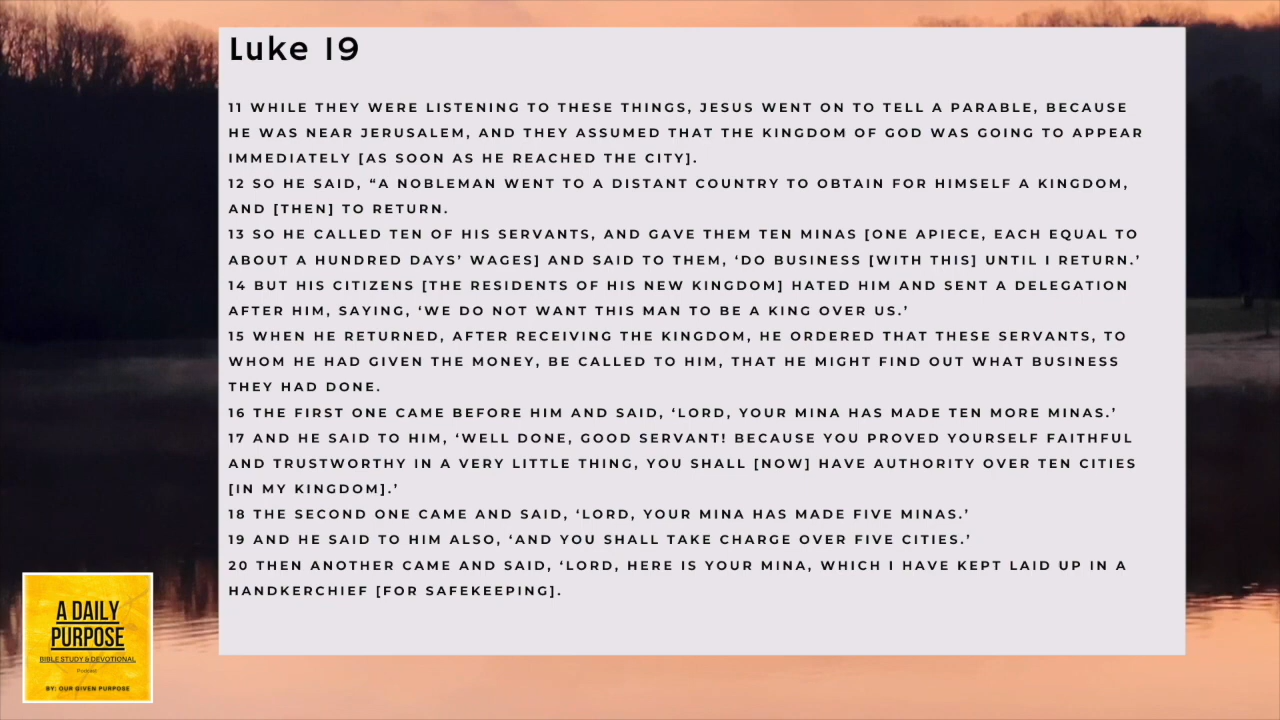 Luke 19
11 WHILE THEY WERE LISTENING TO THESE THINGS, JESUS WENT ON TO TELL A PARABLE, BECAUSE
HE WAS NEAR JERUSALEM, AND THEY ASSUMED THAT THE KINGDOM OF GOD WAS GOING TO APPEAR
IMMEDIATELY [AS SOON AS HE REACHED THE CITY].
12 SO HE SAID, “A NOBLEMAN WENT TO A DISTANT COUNTRY TO OBTAIN FOR HIMSELF A KINGDOM,
AND [THEN] TO RETURN.
13 SO HE CALLED TEN OF HIS SERVANTS, AND GAVE THEM TEN MINAS [ONE APIECE, EACH EQUAL TO
ABOUT A HUNDRED DAYS’ WAGES] AND SAID TO THEM, ‘DO BUSINESS [WITH THIS] UNTIL I RETURN.’
14 BUT HIS CITIZENS [THE RESIDENTS OF HIS NEW KINGDOM] HATED HIM AND SENT A DELEGATION
AFTER HIM, SAYING, ‘WE DO NOT WANT THIS MAN TO BE A KING OVER US.’
15 WHEN HE RETURNED, AFTER RECEIVING THE KINGDOM, HE ORDERED THAT THESE SERVANTS, TO
WHOM HE HAD GIVEN THE MONEY, BE CALLED TO HIM, THAT HE MIGHT FIND OUT WHAT BUSINESS
THEY HAD DONE.
16 THE FIRST ONE CAME BEFORE HIM AND SAID, ‘LORD, YOUR MINA HAS MADE TEN MORE MINAS.’
17 AND HE SAID TO HIM, ‘WELL DONE, GOOD SERVANT! BECAUSE YOU PROVED YOURSELF FAITHFUL
AND TRUSTWORTHY IN A VERY LITTLE THING, YOU SHALL [NOW] HAVE AUTHORITY OVER TEN CITIES
[IN MY KINGDOM].’
18 THE SECOND ONE CAME AND SAID, ‘LORD, YOUR MINA HAS MADE FIVE MINAS.’
19 AND HE SAID TO HIM ALSO, ‘AND YOU SHALL TAKE CHARGE OVER FIVE CITIES.’
20 THEN ANOTHER CAME AND SAID, ‘LORD, HERE IS YOUR MINA, WHICH I HAVE KEPT LAID UP IN A
HANDKERCHIEF [FOR SAFEKEEPING].
A DAILY
PURPOSE
BIBLE STUDY & DEVOTIONAL
Podcast
BY: OUR GIVEN PURPOSE